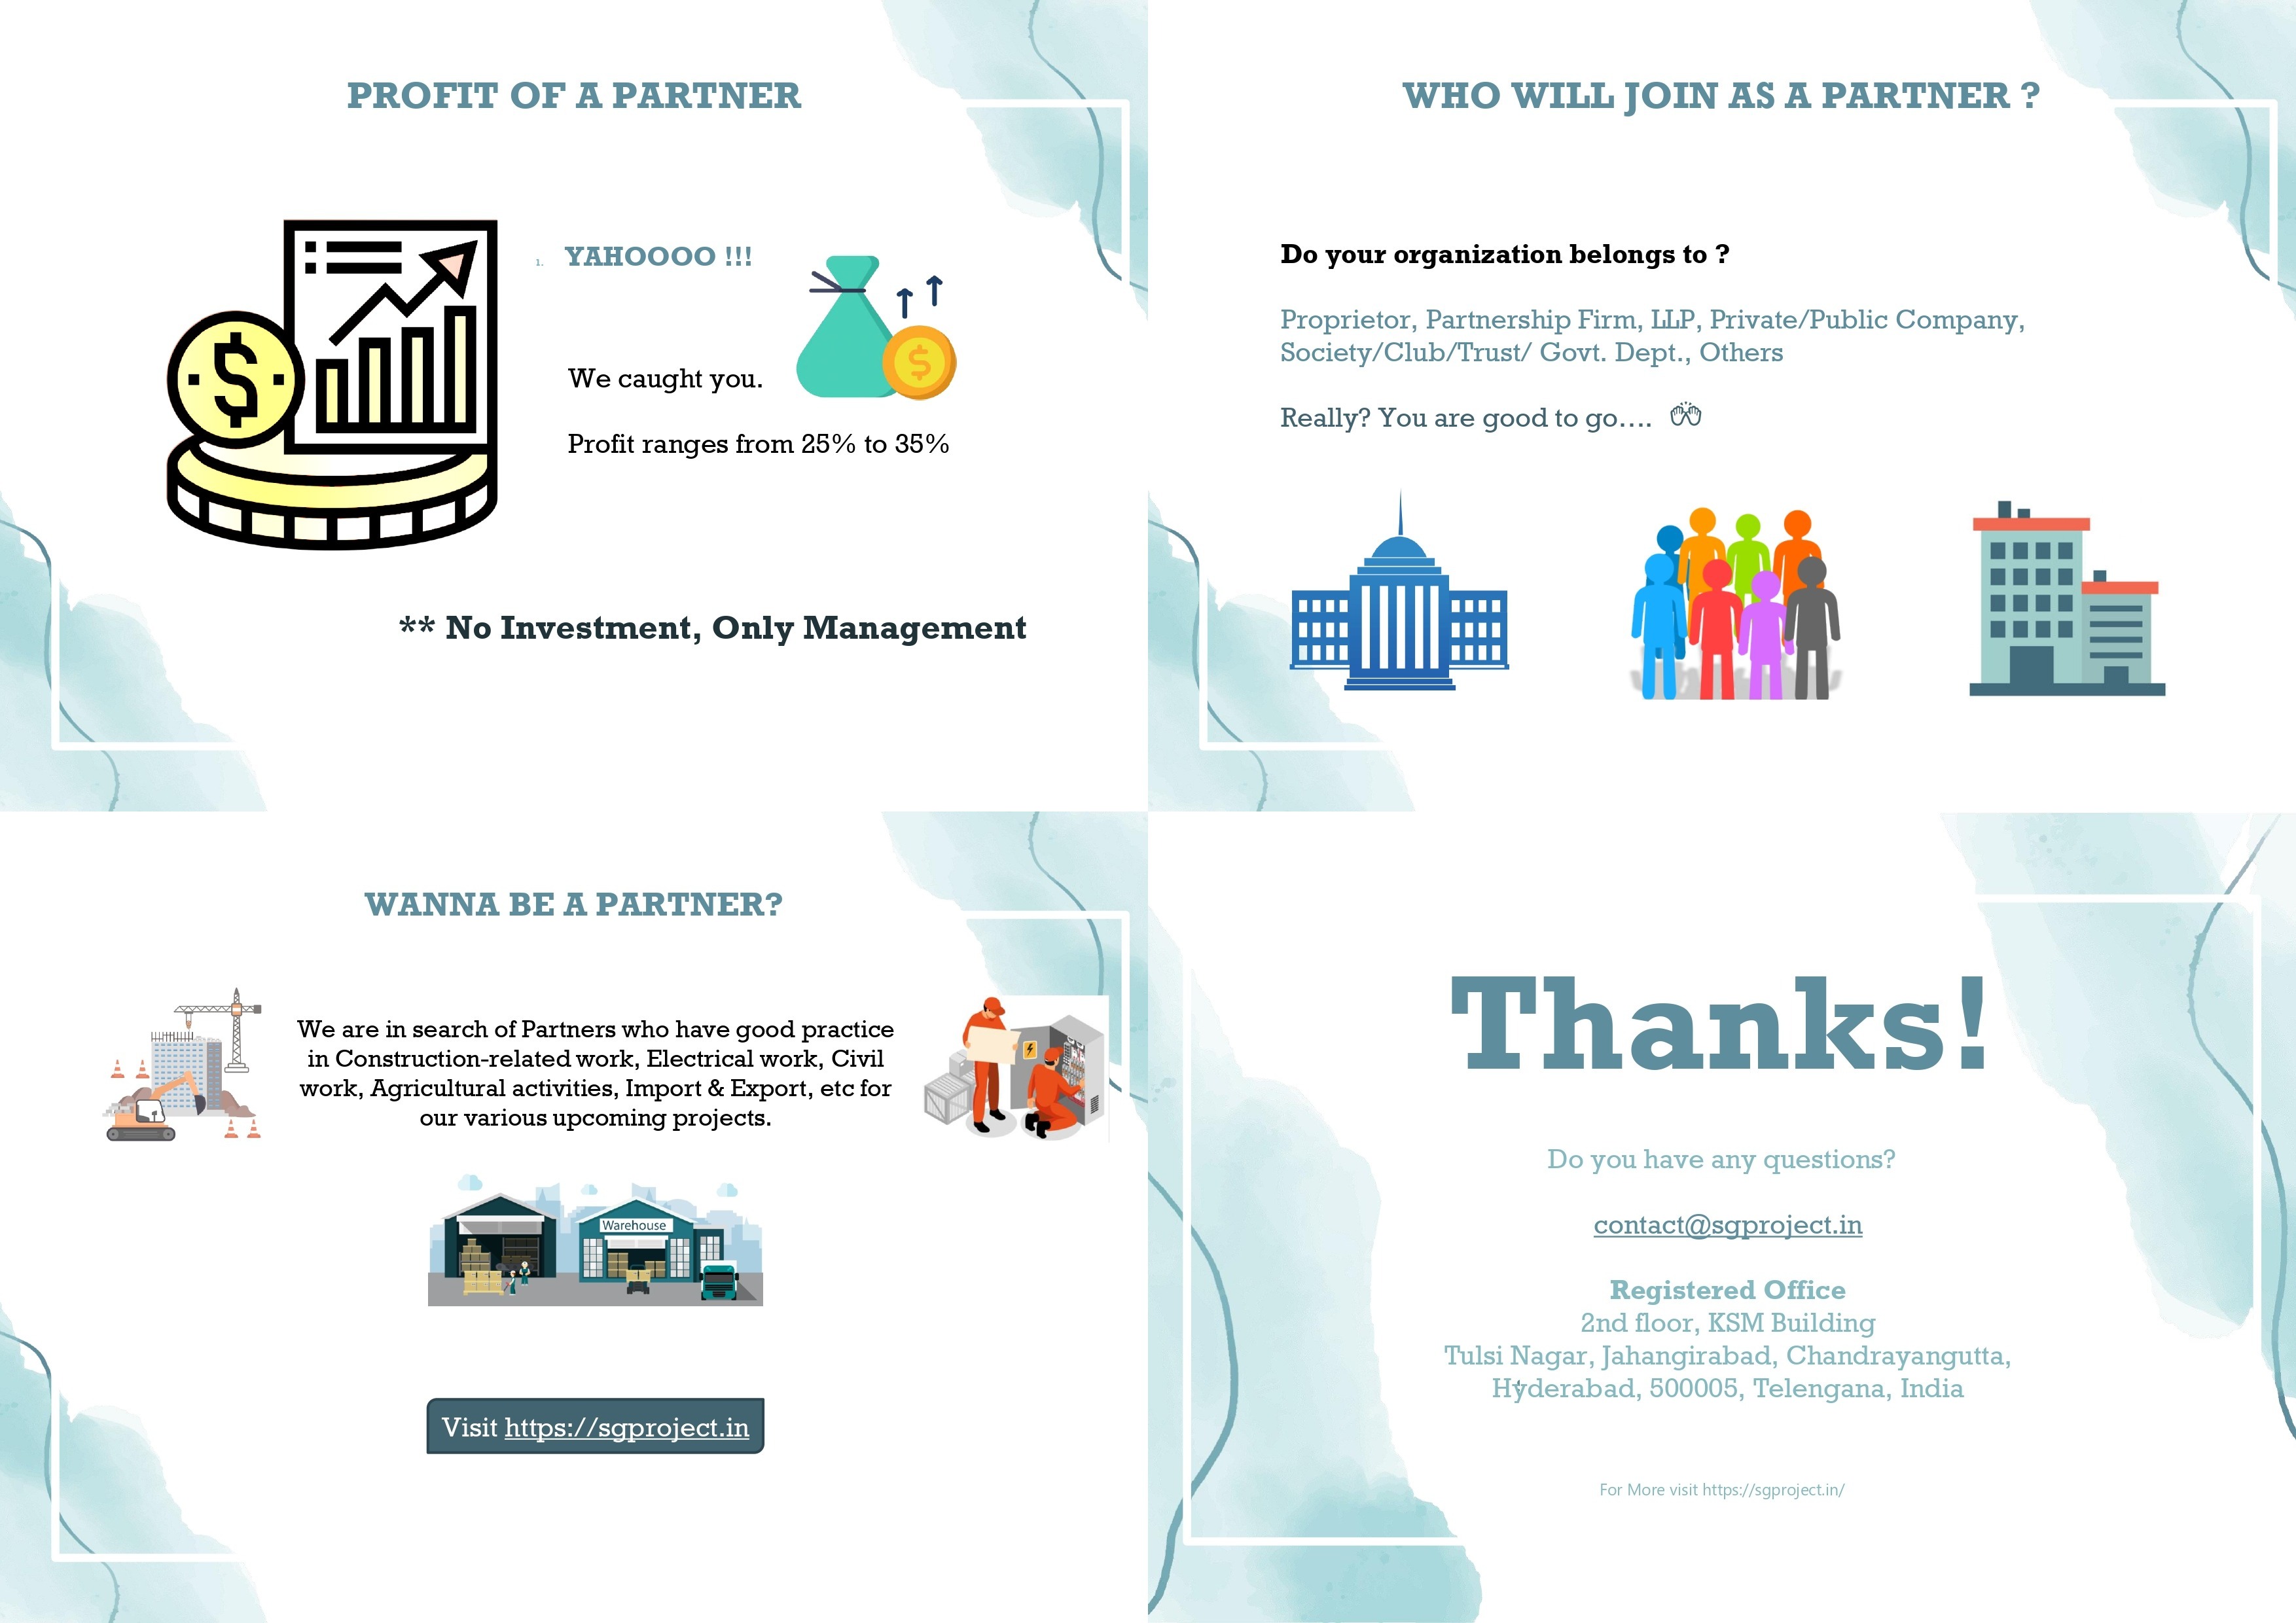 PROFIT OF A PARTNER
1. YAHOOOO !!!
We caught you.
Profit ranges from 25% to 35%
** No Investment, Only Management
WHO WILL JOIN AS A PARTNER ?
Do your organization belongs to ?
Proprietor, Partnership Firm, LLP, Private/Public Company,
Society/Club/Trust/ Govt. Dept., Others
Really? You are good to go....
WANNA BE A PARTNER?
We are in search of Partners who have good practice
in Construction-related work, Electrical work, Civil
work, Agricultural activities, Import & Export, etc for
our various upcoming projects.
Warehouse
Visit https://sgproject.in
Thanks!
Do you have any questions?
contact@sgproject.in
Registered Office
2nd floor, KSM Building
Tulsi Nagar, Jahangirabad, Chandrayangutta,
Hyderabad, 500005, Telengana, India
For More visit https://sgproject.in/